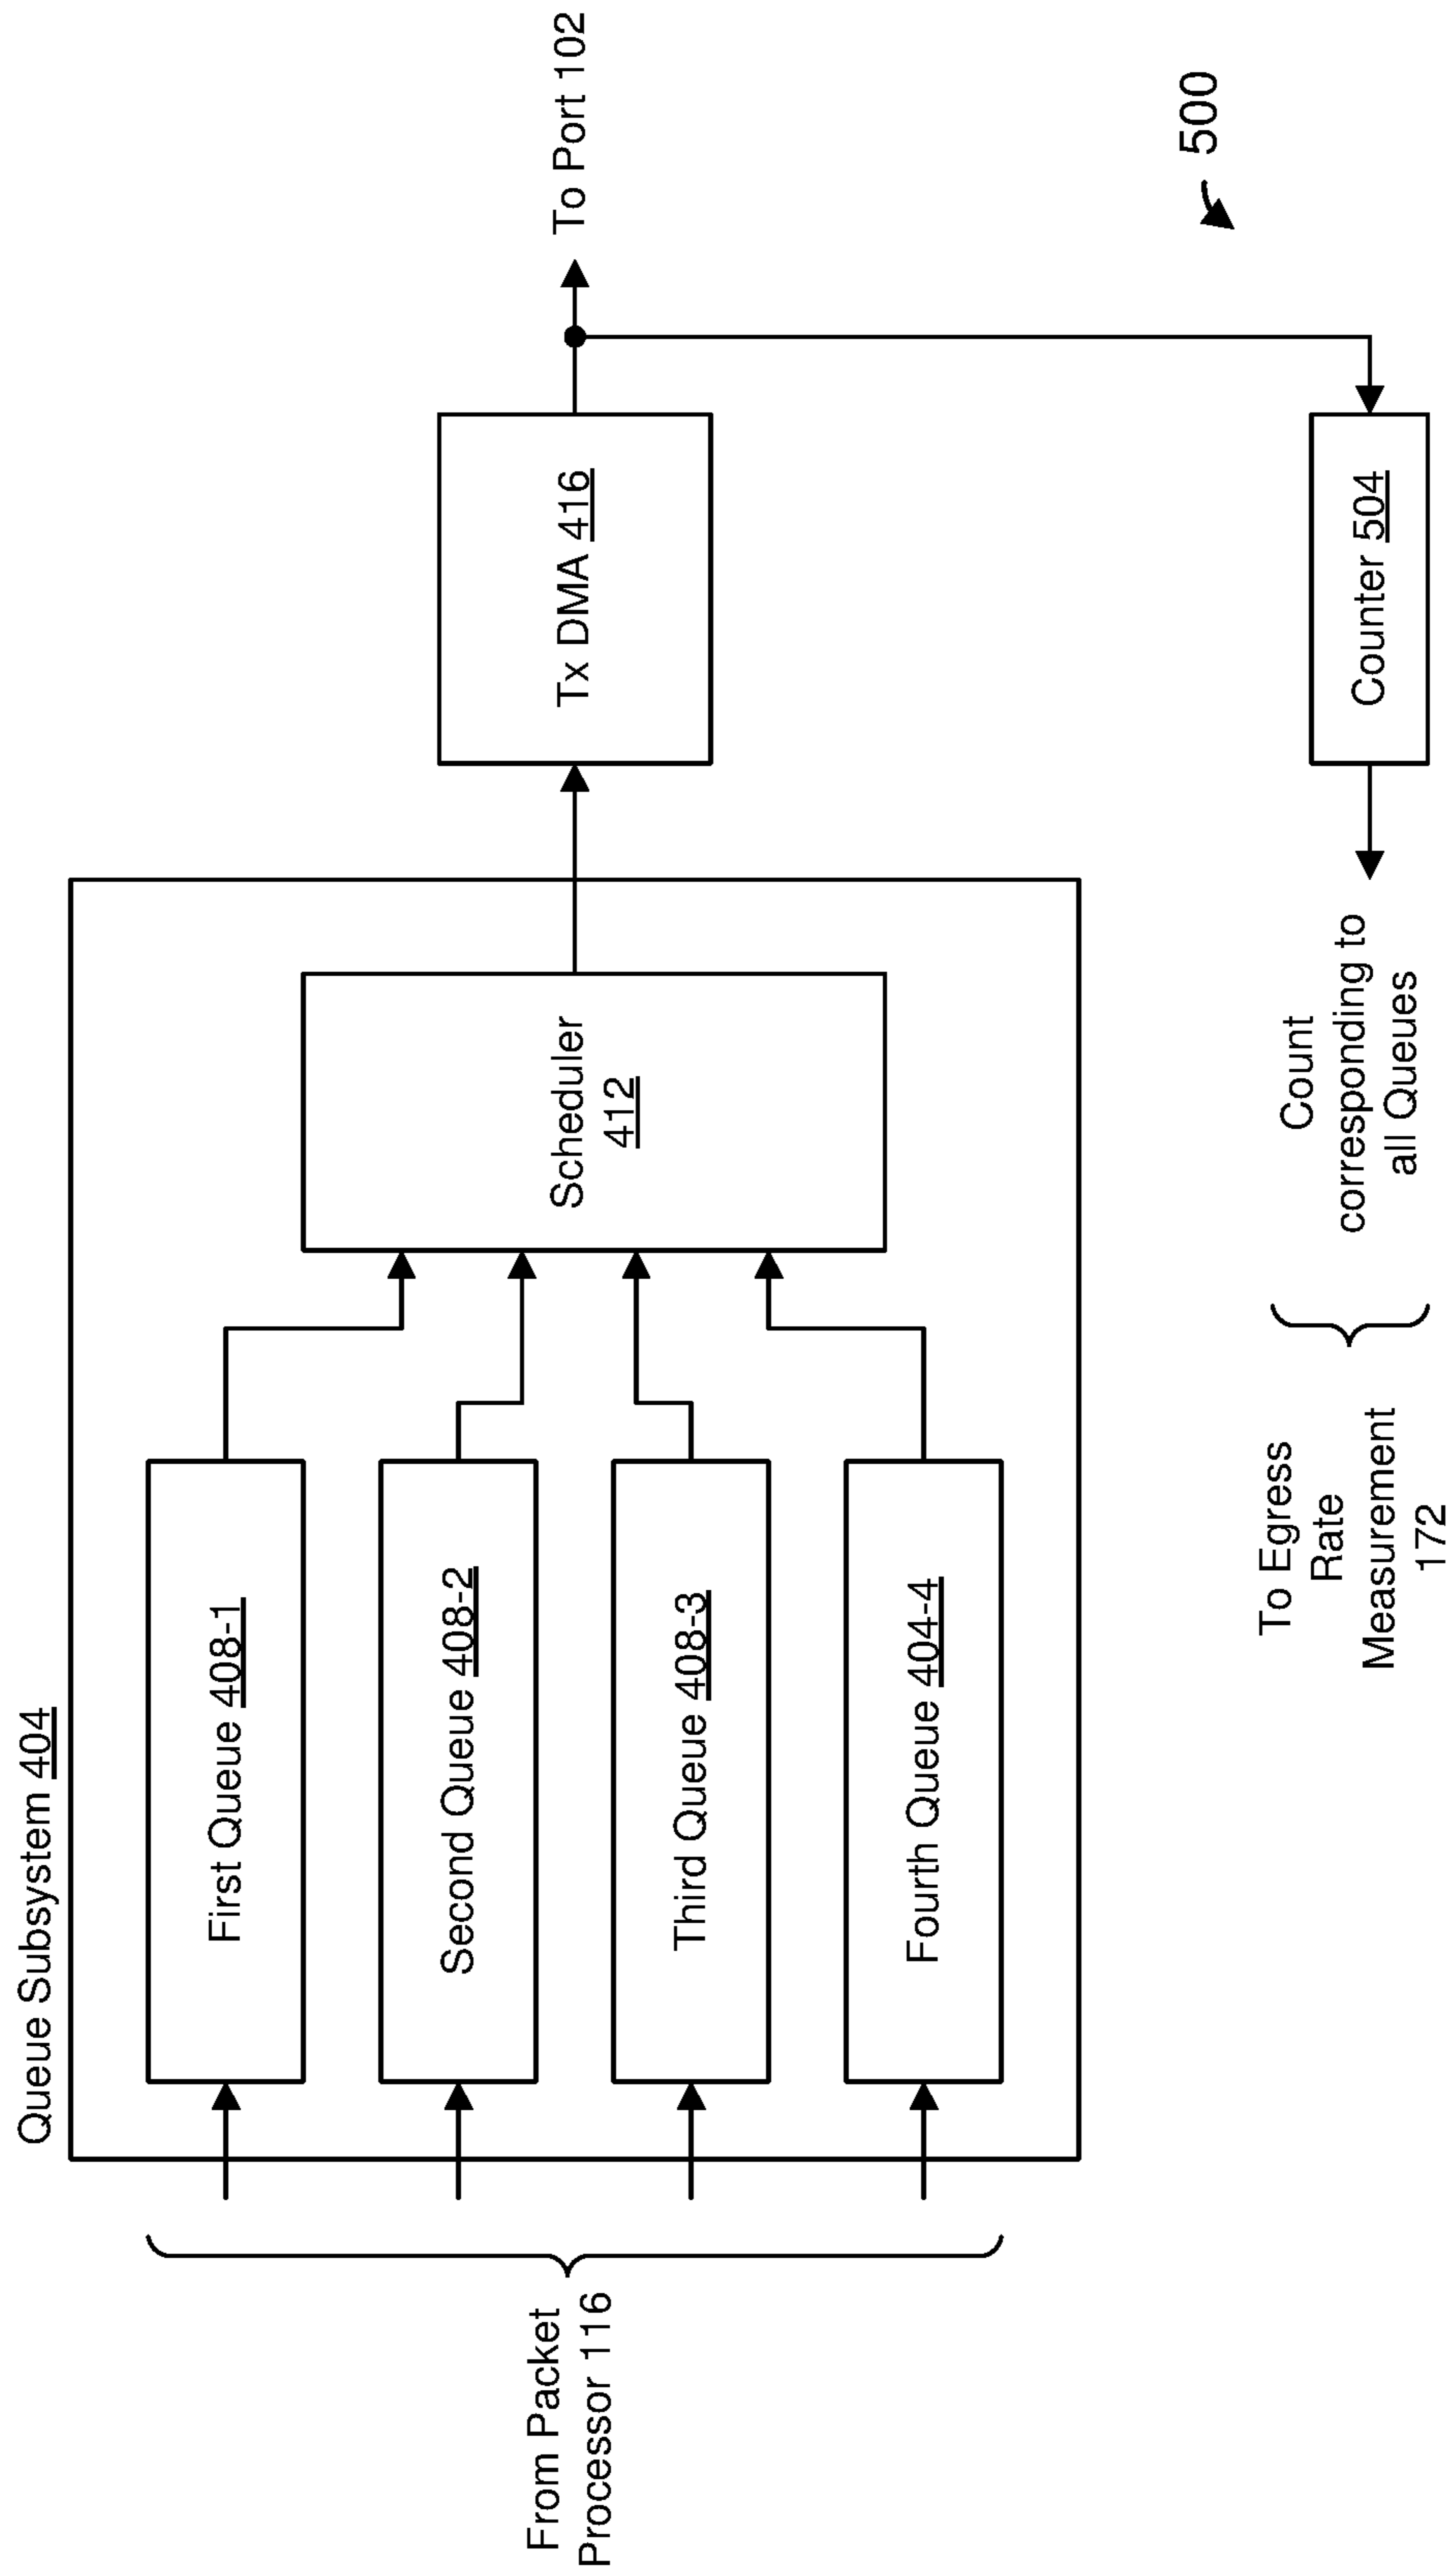 Queue Subsystem 404
From Packet
Processor 116
First Queue 408-1
Second Queue 408-2
Third Queue 408-3
Fourth Queue 404-4
Scheduler
412
Tx DMA 416
To Port 102
To Egress
Rate
Measurement
172
Count
corresponding to
all Queues
Counter 504
500